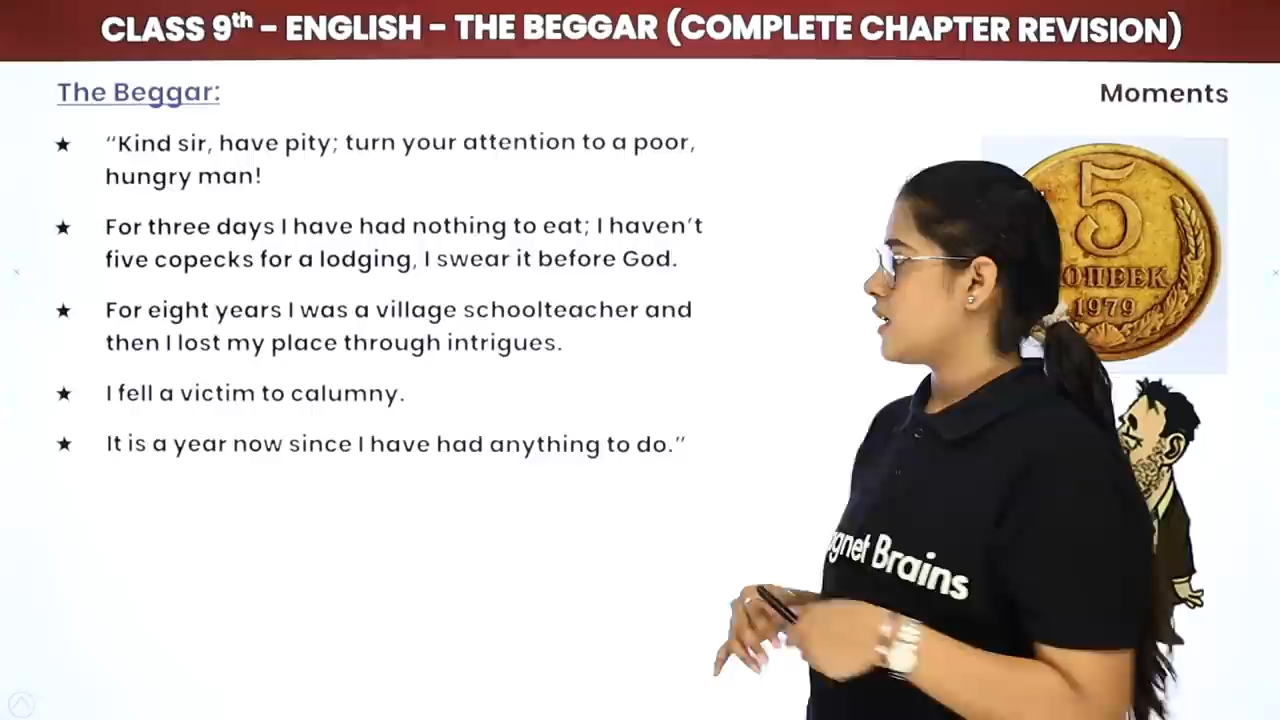 CLASS 9th – ENGLISH – THE BEGGAR (COMPLETE CHAPTER REVISION)
The Beggar:
Moments
★ “Kind sir, have pity; turn your attention to a poor,
hungry man!
★ For three days I have had nothing to eat; I haven’t
five copecks for a lodging, I swear it before God.
★ For eight years I was a village schoolteacher and
then I lost my place through intrigues.
★ I fell a victim to calumny.
★ It is a year now since I have had anything to do.”
5
1979
Brains